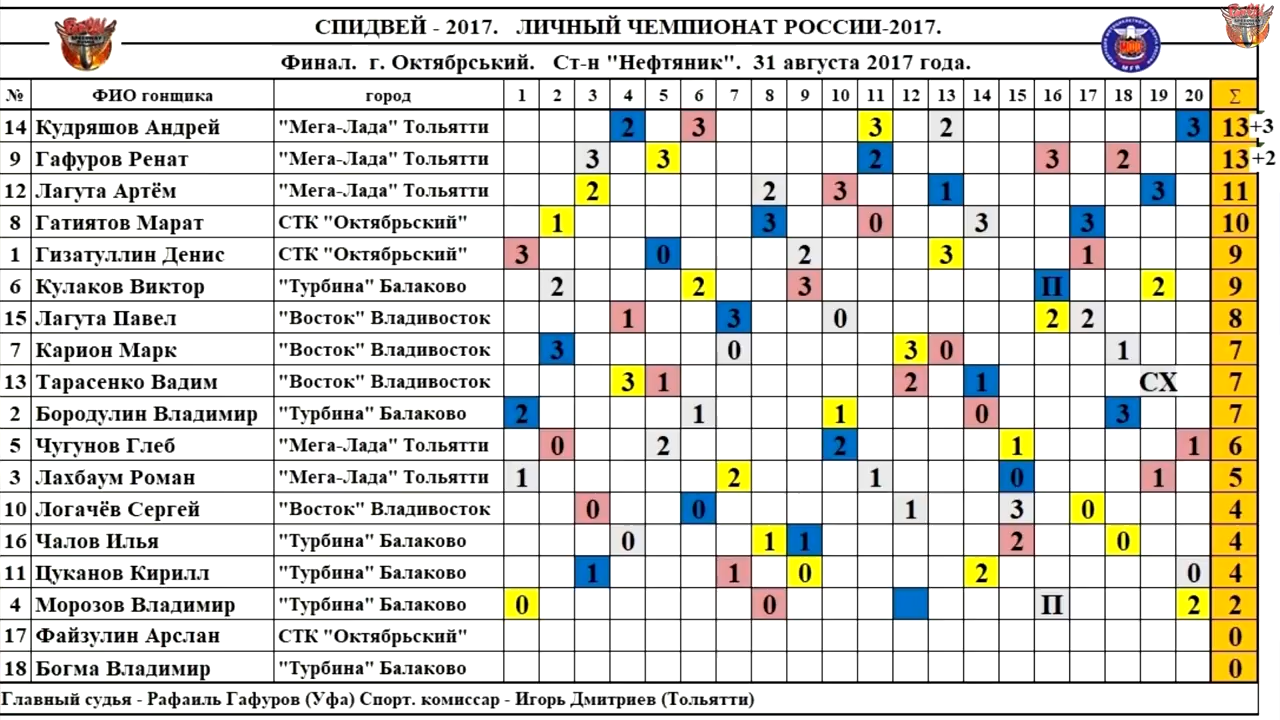 СПИДВЕЙ - 2017. ЛИЧНЫЙ ЧЕМПИОНАТ РОССИИ-2017.
Финал. г. Октябрський. Ст-н "Нефтяник". 31 августа 2017 года.
№ ФИО гонщика город 1 2 3 4 5 6 7 8 9 10 11 12 13 14 15 16 17 18 19 20 Σ
14 Кудряшов Андрей "Мега-Лада" Тольятти 2 3 3 2 3 13 +3
9 Гафуров Ренат "Мега-Лада" Тольятти 3 3 2 3 2 13 +2
12 Лагута Артём "Мега-Лада" Тольятти 2 2 3 1 3 11
8 Гатиятов Марат СТК "Октябрьский" 1 3 0 3 3 10
1 Гизатуллин Денис СТК "Октябрьский" 3 0 2 3 1 9
6 Кулаков Виктор "Турбина" Балаково 2 2 3 П 2 9
15 Лагута Павел "Восток" Владивосток 1 3 0 2 2 8
7 Карион Марк "Восток" Владивосток 3 0 3 0 1 7
13 Тарасенко Вадим "Восток" Владивосток 3 1 2 1 СХ 7
2 Бородулин Владимир "Турбина" Балаково 2 1 1 0 3 7
5 Чугунов Глеб "Мега-Лада" Тольятти 0 2 2 1 1 6
3 Лахбаум Роман "Мега-Лада" Тольятти 1 2 1 0 1 5
10 Логачёв Сергей "Восток" Владивосток 0 0 1 3 0 4
16 Чалов Илья "Турбина" Балаково 0 1 1 2 0 4
11 Цуканов Кирилл "Турбина" Балаково 1 1 0 2 0 4
4 Морозов Владимир "Турбина" Балаково 0 0 П 2 2
17 Файзулин Арслан СТК "Октябрьский" 0
18 Богма Владимир "Турбина" Балаково 0
Главный судья - Рафаиль Гафуров (Уфа) Спорт. комиссар - Игорь Дмитриев (Тольятти)